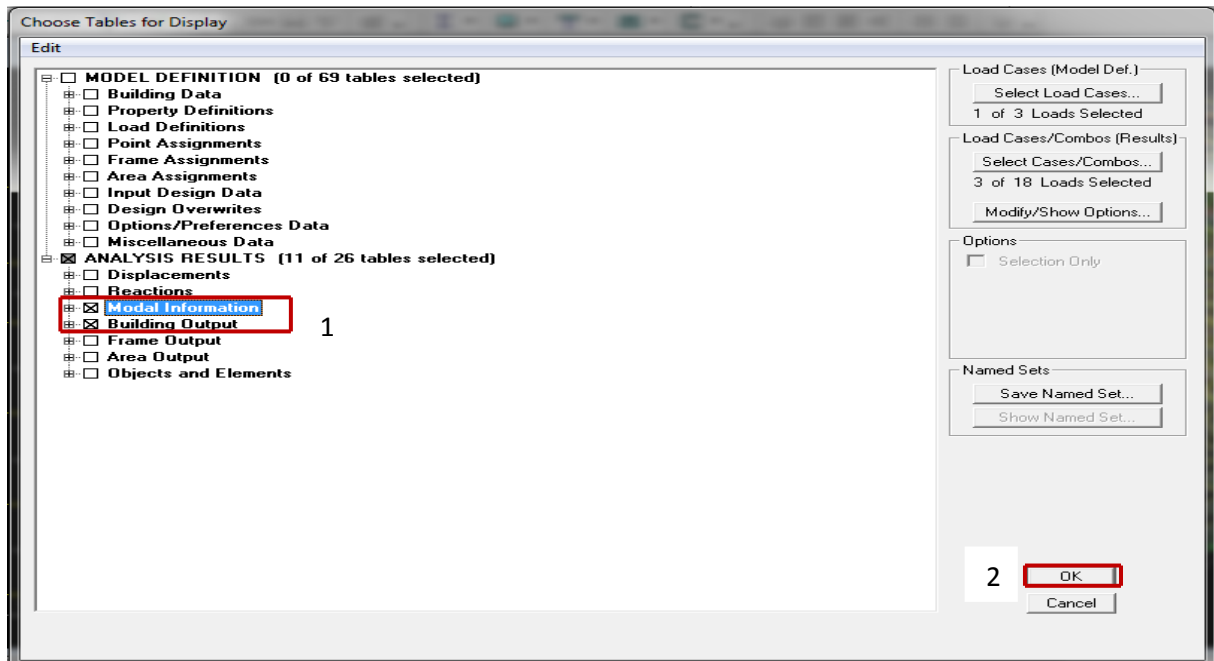 Choose Tables for Display
Edit
MODEL DEFINITION (0 of 69 tables selected)
Building Data
Property Definitions
Load Definitions
Point Assignments
Frame Assignments
Area Assignments
Input Design Data
Design Overwrites
Options/Preferences Data
Miscellaneous Data
ANALYSIS RESULTS (11 of 26 tables selected)
Displacements
Reactions
Modal Information
Building Output
1
Frame Output
Area Output
Objects and Elements
Load Cases (Model Def.)
Select Load Cases...
1 of 3 Loads Selected
Load Cases/Combos (Results)
Select Cases/Combos...
3 of 18 Loads Selected
Modify/Show Options...
Options
Selection Only
Named Sets
Save Named Set...
Show Named Set...
2
OK
Cancel